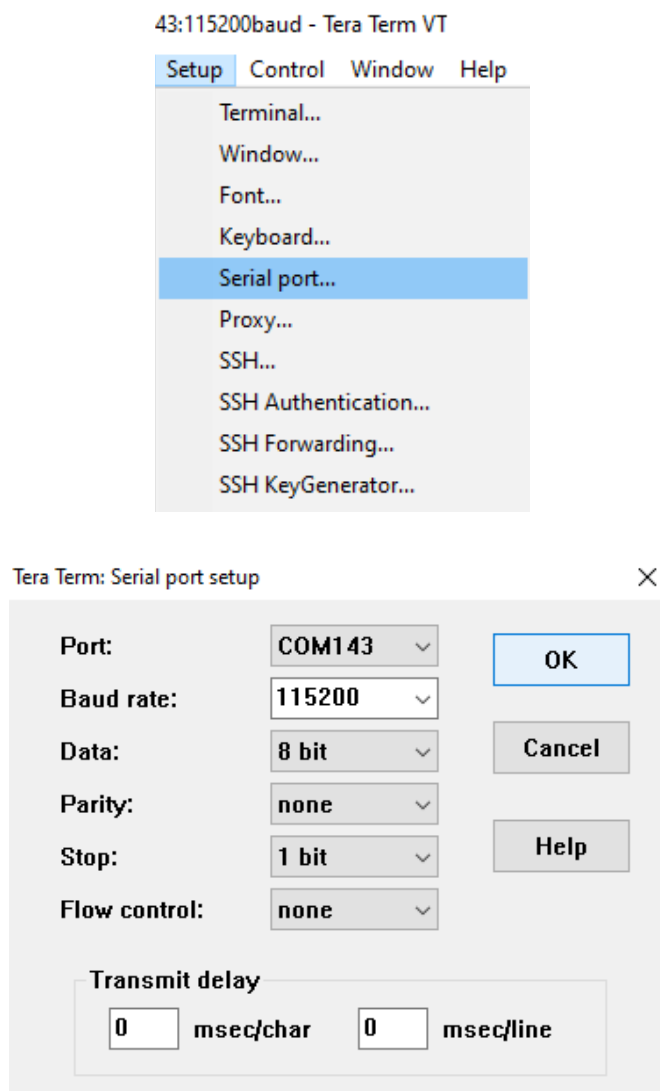 43:115200baud - Tera Term VT
Setup Control Window Help
Terminal...
Window...
Font...
Keyboard...
Serial port...
Proxy...
SSH...
SSH Authentication...
SSH Forwarding...
SSH KeyGenerator...
Tera Term: Serial port setup
Port: COM143 OK
Baud rate: 115200
Data: 8 bit Cancel
Parity: none
Stop: 1 bit Help
Flow control: none
Transmit delay
0 msec/char 0 msec/line